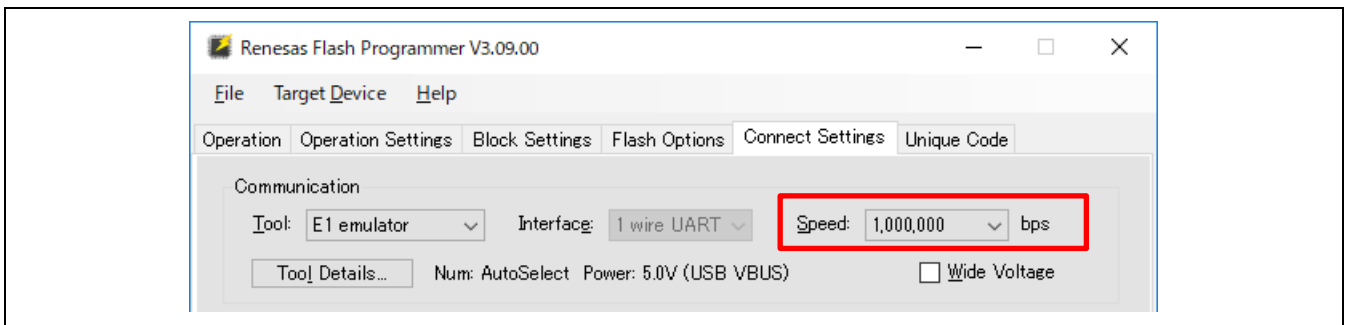 Renesas Flash Programmer V3.09.00
File Target Device Help
Operation Operation Settings Block Settings Flash Options Connect Settings Unique Code
Communication
Tool: E1 emulator Interface: 1 wire UART Speed: 1,000,000 bps
Tool Details... Num: AutoSelect Power: 5.0V (USB VBUS) Wide Voltage